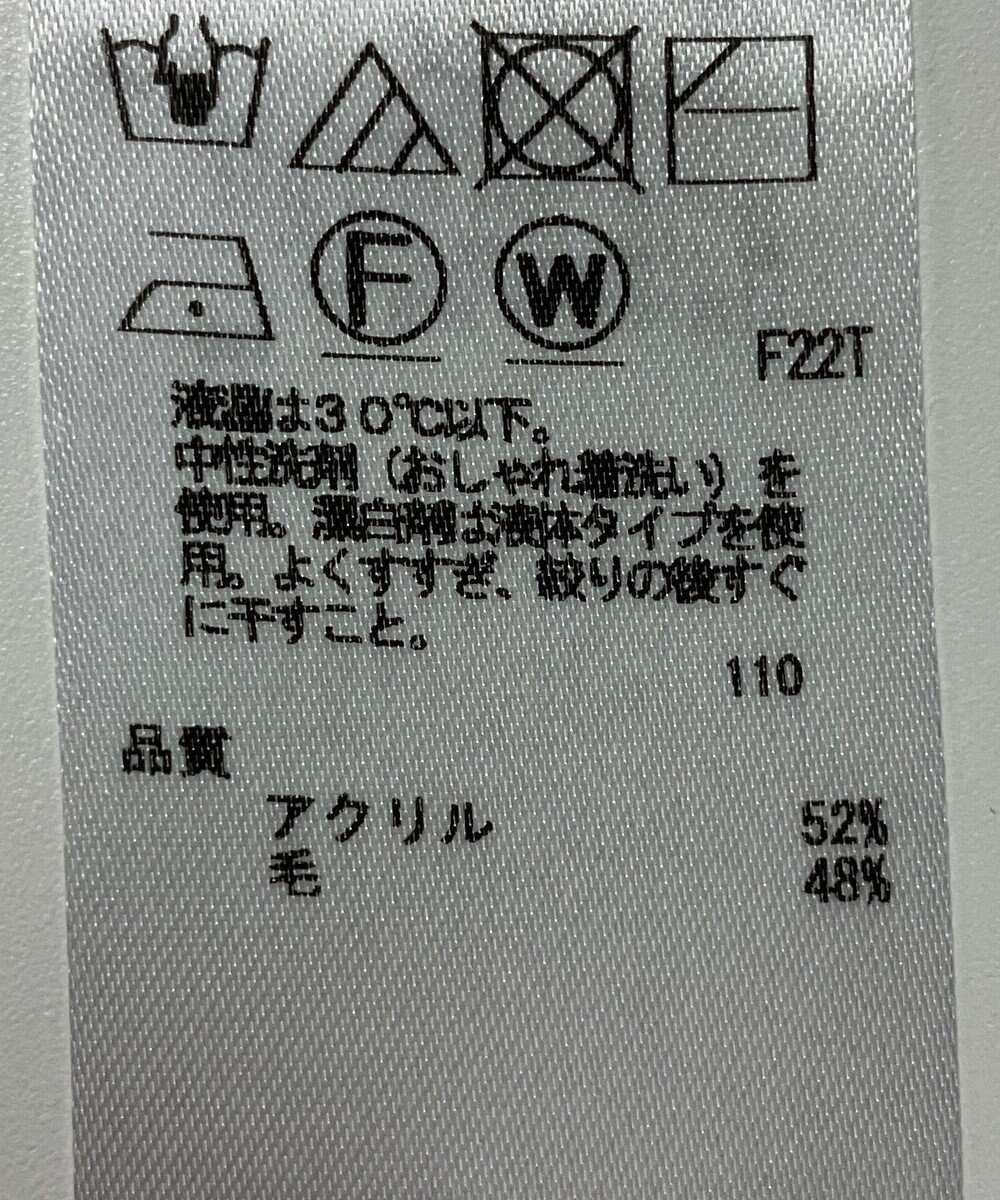 F W
F22T
液温は30℃以下。
中性洗剤（おしゃれ着洗い）を
使用。漂白剤は液体タイプを使
用。よくすすぎ、絞りの後すぐ
に干すこと。
110
品質
アクリル 52%
毛 48%